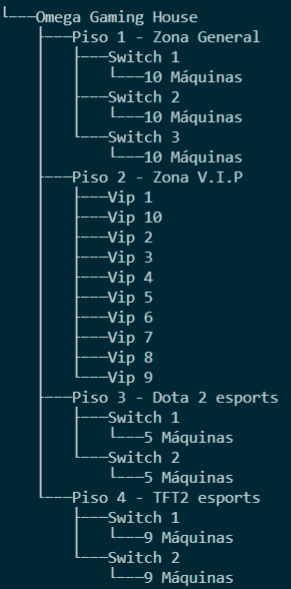 Omega Gaming House
Piso 1 - Zona General
Switch 1
10 Máquinas
Switch 2
10 Máquinas
Switch 3
10 Máquinas
Piso 2 - Zona V.I.P
Vip 1
Vip 10
Vip 2
Vip 3
Vip 4
Vip 5
Vip 6
Vip 7
Vip 8
Vip 9
Piso 3 - Dota 2 esports
Switch 1
5 Máquinas
Switch 2
5 Máquinas
Piso 4 - TFT2 esports
Switch 1
9 Máquinas
Switch 2
9 Máquinas